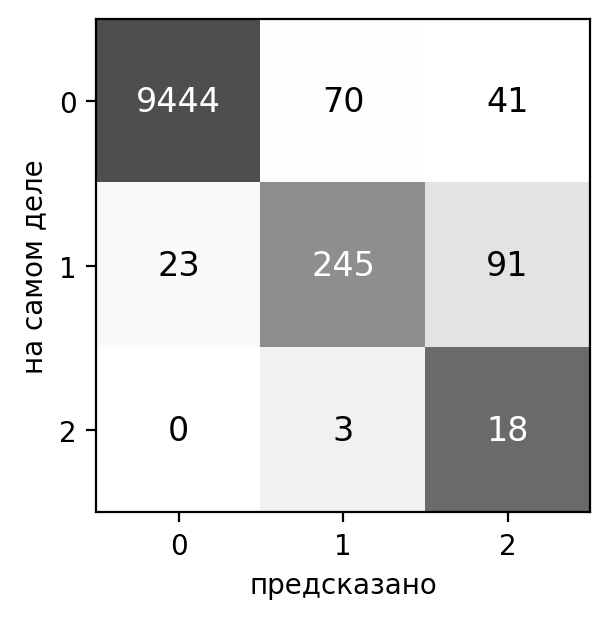 0 9444 70 41
1 23 245 91
2 0 3 18
0 1 2
на самом деле
предсказано